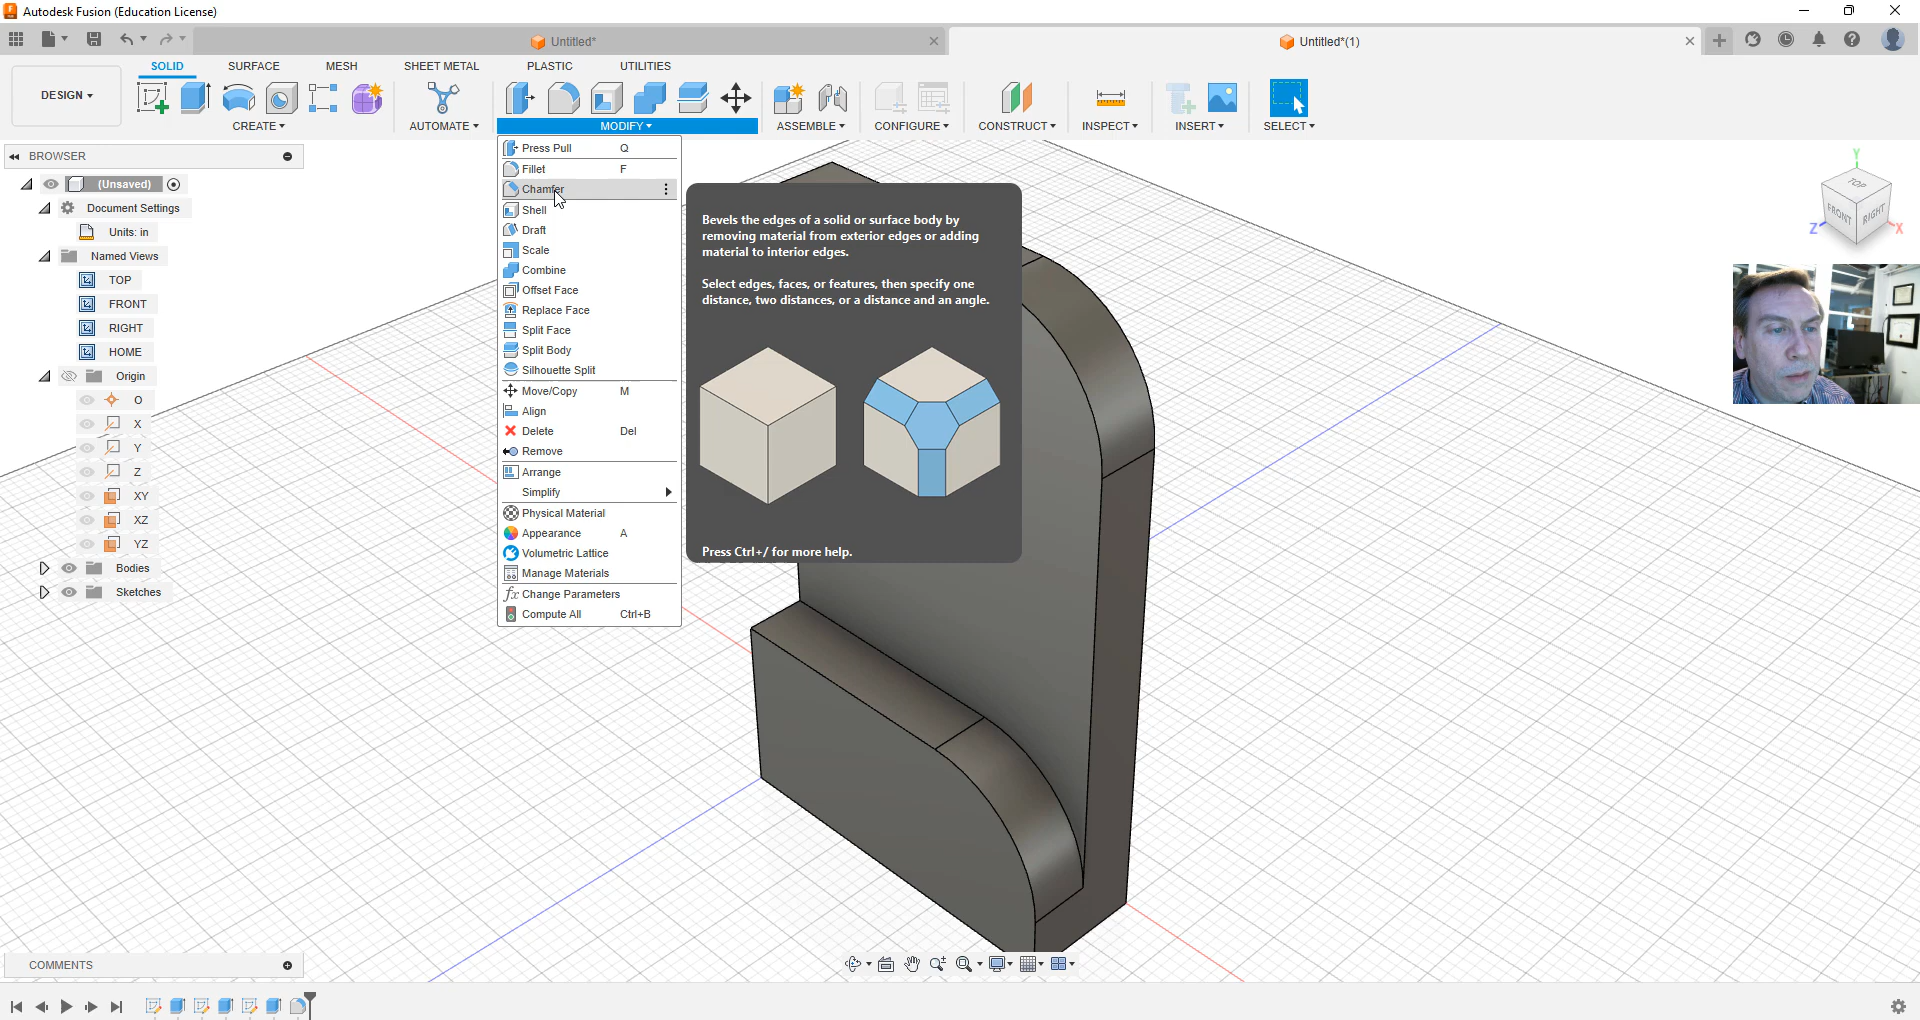 Autodesk Fusion (Education License)
Untitled*
Untitled*(1)
SOLID
SURFACE
MESH
SHEET METAL
PLASTIC
UTILITIES
DESIGN
CREATE
AUTOMATE
MODIFY
ASSEMBLE
CONFIGURE
CONSTRUCT
INSPECT
INSERT
SELECT
BROWSER
(Unsaved)
Document Settings
Units: in
Named Views
TOP
FRONT
RIGHT
HOME
Origin
O
X
Y
Z
XY
XZ
YZ
Bodies
Sketches
Press Pull Q
Fillet F
Chamfer
Shell
Draft
Scale
Combine
Offset Face
Replace Face
Split Face
Split Body
Silhouette Split
Move/Copy M
Align
Delete Del
Remove
Arrange
Simplify
Physical Material
Appearance A
Volumetric Lattice
Manage Materials
fx Change Parameters
Compute All Ctrl+B
Bevels the edges of a solid or surface body by
removing material from exterior edges or adding
material to interior edges.
Select edges, faces, or features, then specify one
distance, two distances, or a distance and an angle.
Press Ctrl+/ for more help.
Y
TOP
FRONT
RIGHT
Z
X
COMMENTS